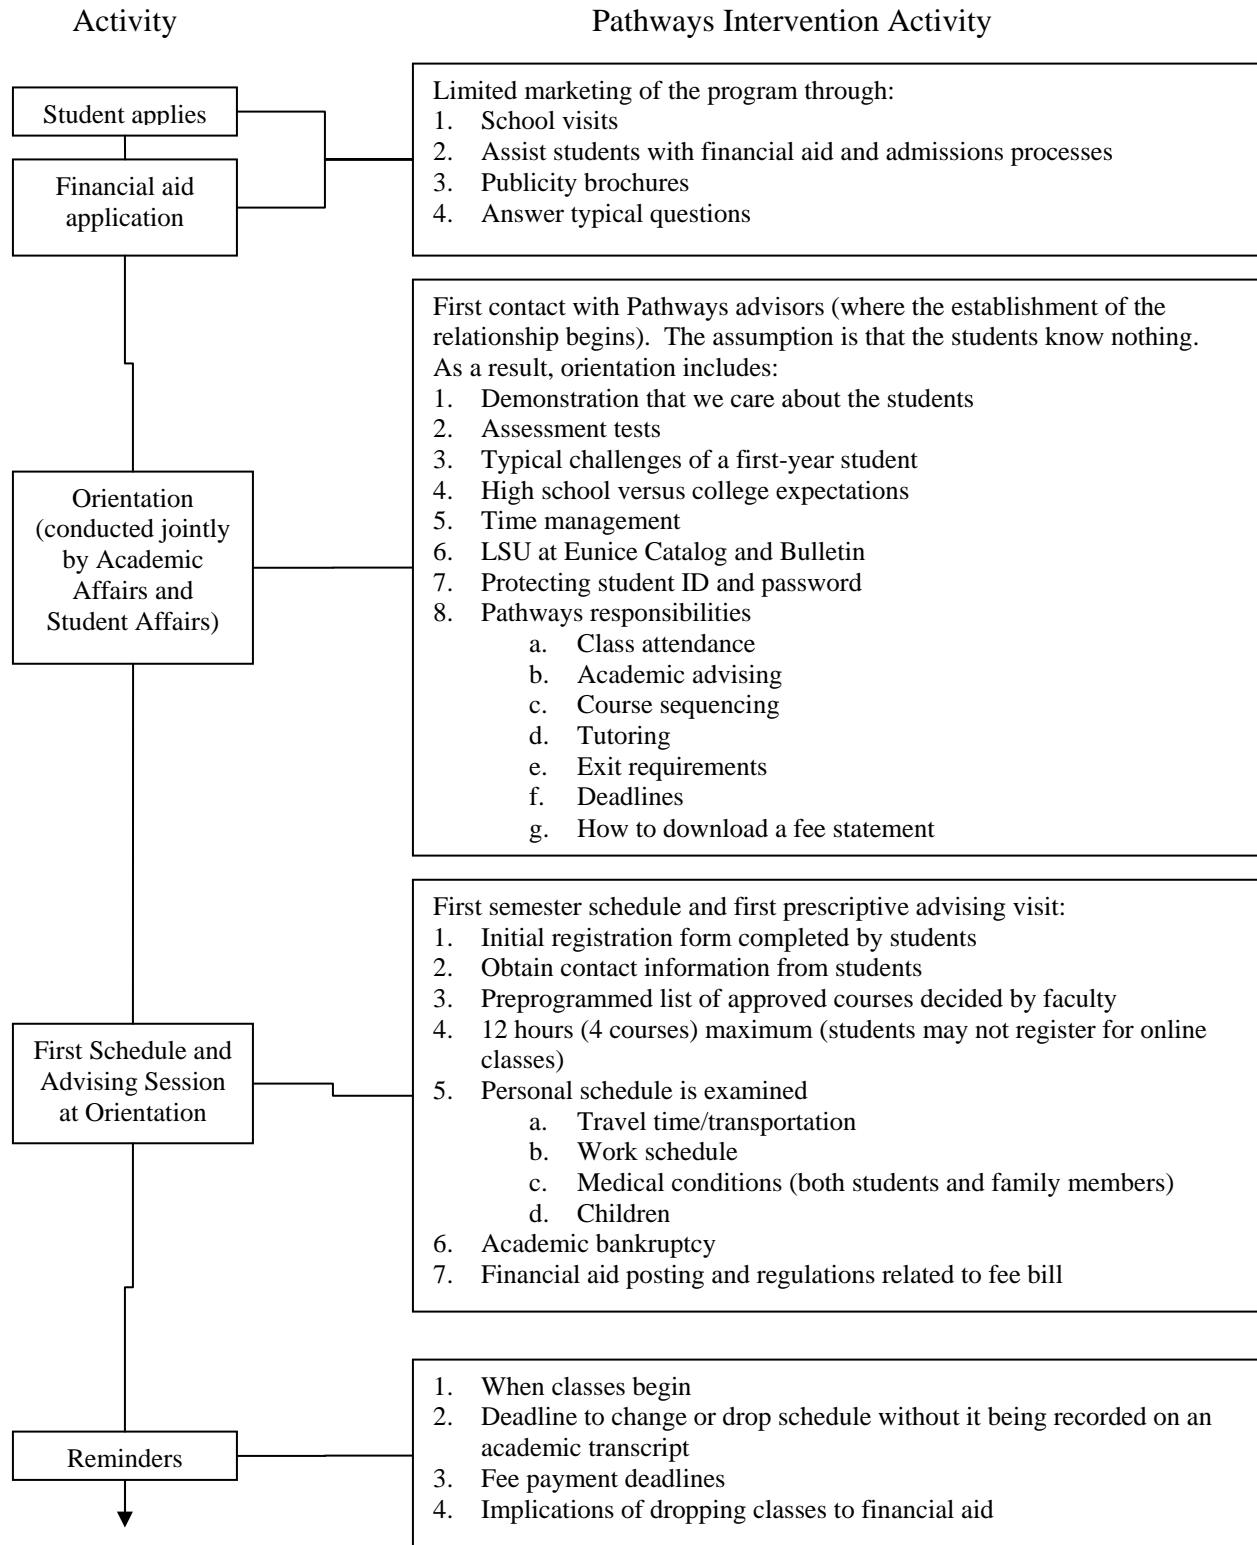 Activity
Pathways Intervention Activity
Student applies
Limited marketing of the program through:
1. School visits
2. Assist students with financial aid and admissions processes
3. Publicity brochures
4. Answer typical questions
Financial aid
application
First contact with Pathways advisors (where the establishment of the
relationship begins). The assumption is that the students know nothing.
As a result, orientation includes:
1. Demonstration that we care about the students
2. Assessment tests
3. Typical challenges of a first-year student
4. High school versus college expectations
5. Time management
6. LSU at Eunice Catalog and Bulletin
7. Protecting student ID and password
8. Pathways responsibilities
a. Class attendance
b. Academic advising
c. Course sequencing
d. Tutoring
e. Exit requirements
f. Deadlines
g. How to download a fee statement
Orientation
(conducted jointly
by Academic
Affairs and
Student Affairs)
First semester schedule and first prescriptive advising visit:
1. Initial registration form completed by students
2. Obtain contact information from students
3. Preprogrammed list of approved courses decided by faculty
4. 12 hours (4 courses) maximum (students may not register for online
classes)
5. Personal schedule is examined
a. Travel time/transportation
b. Work schedule
c. Medical conditions (both students and family members)
d. Children
6. Academic bankruptcy
7. Financial aid posting and regulations related to fee bill
First Schedule and
Advising Session
at Orientation
Reminders
1. When classes begin
2. Deadline to change or drop schedule without it being recorded on an
academic transcript
3. Fee payment deadlines
4. Implications of dropping classes to financial aid